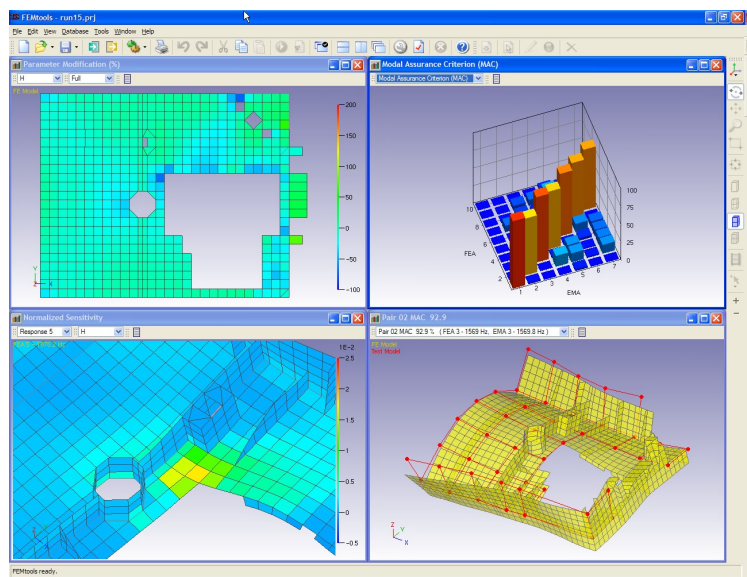 FEMtools - run15.prj
File Edit View Database Tools Window Help
Parameter Modification (%)
H
Full
FE Model
200
150
100
50
0
-50
-100
Y
Z
X
Modal Assurance Criterion (MAC)
Modal Assurance Criterion (MAC)
100
75
50
25
0
10
8
6
4
2
FEA
1
2
3
4
5
6
7
EMA
Normalized Sensitivity
Response 5
H
1E-2
2.5
2
1.5
1
0.5
0
-0.5
Z
Y
X
Pair 02 MAC 92.9
Pair 02 MAC 92.9 % ( FEA 3 - 1569 Hz, EMA 3 - 1569.8 Hz )
FE Model
Test Model
Z
Y
X
FEMtools ready.